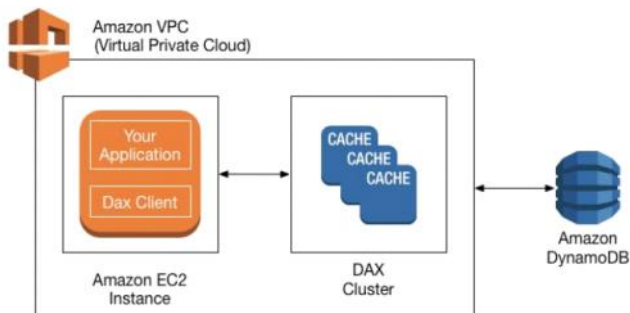 Amazon VPC
(Virtual Private Cloud)
Your
Application
Dax Client
Amazon EC2
Instance
CACHE
CACHE
CACHE
DAX
Cluster
Amazon
DynamoDB